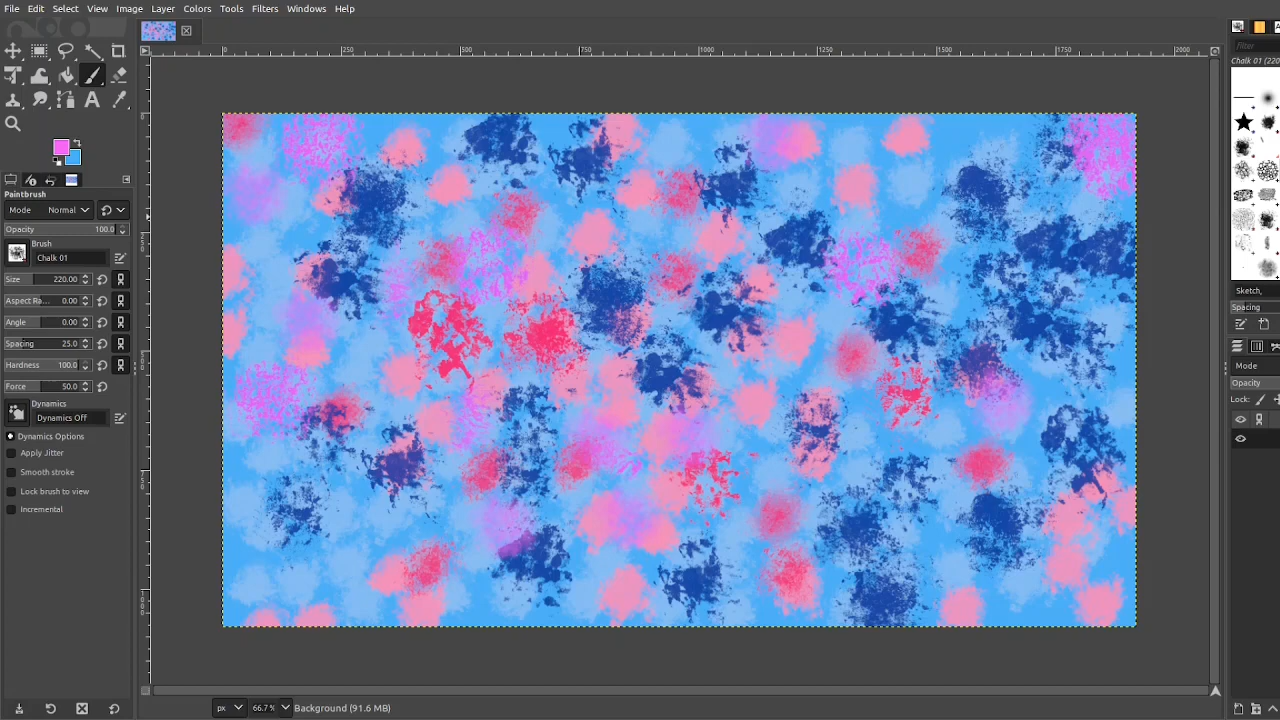 File Edit Select View Image Layer Colors Tools Filters Windows Help
0 250 500 750 1000 1250 1500 1750 2000
Filter
Chalk 01 (220
Paintbrush
Mode Normal
Opacity 100.0
Brush
Chalk 01
Size 220.00
Aspect Ra... 0.00
Angle 0.00
Spacing 25.0
Hardness 100.0
Force 50.0
Dynamics
Dynamics Off
Dynamics Options
Apply Jitter
Smooth stroke
Lock brush to view
Incremental
Sketch,
Spacing
Mode
Opacity
Lock:
px 66.7 % Background (91.6 MB)